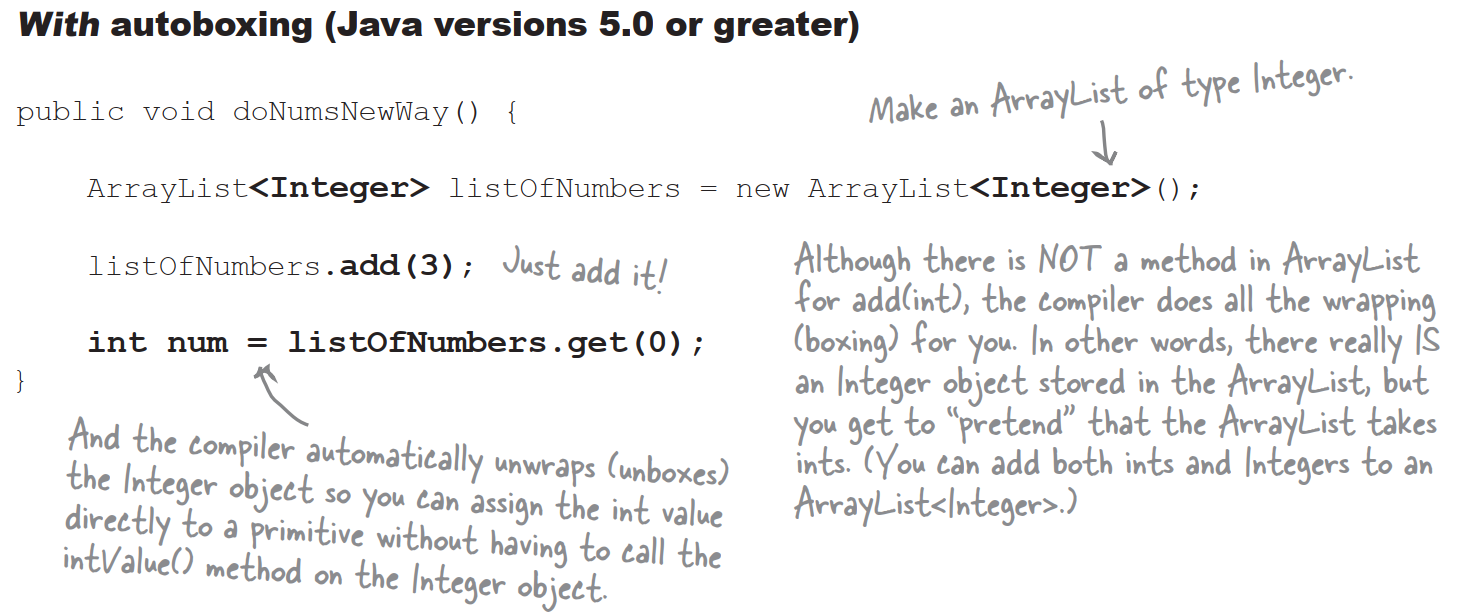 With autoboxing (Java versions 5.0 or greater)
public void doNumsNewWay() {
Make an ArrayList of type Integer.
ArrayList<Integer> listOfNumbers = new ArrayList<Integer>();
listOfNumbers.add(3);
Just add it!
int num = listOfNumbers.get(0);
}
Although there is NOT a method in ArrayList
for add(int), the compiler does all the wrapping
(boxing) for you. In other words, there really IS
an Integer object stored in the ArrayList, but
you get to “pretend” that the ArrayList takes
ints. (You can add both ints and Integers to an
ArrayList<Integer>.)
And the compiler automatically unwraps (unboxes)
the Integer object so you can assign the int value
directly to a primitive without having to call the
intValue() method on the Integer object.